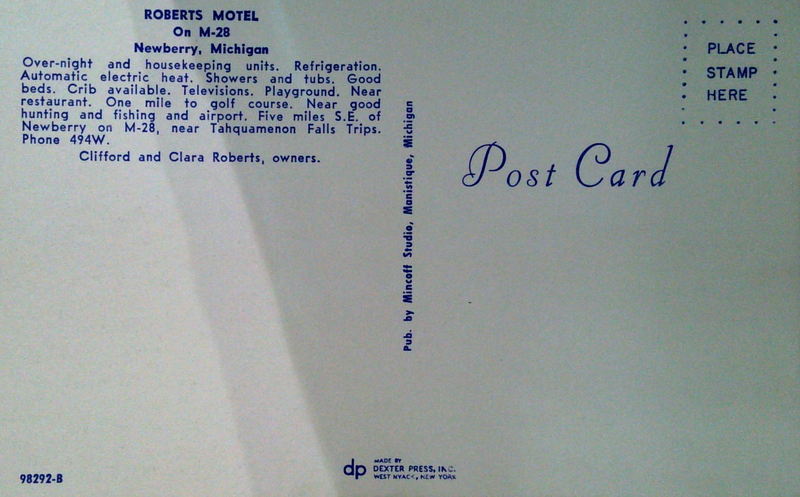 ROBERTS MOTEL
On M-28
Newberry, Michigan
Over-night and housekeeping units. Refrigeration.
Automatic electric heat. Showers and tubs. Good
beds. Crib available. Televisions. Playground. Near
restaurant. One mile to golf course. Near good
hunting and fishing and airport. Five miles S.E. of
Newberry on M-28, near Tahquamenon Falls Trips.
Phone 494W.
Clifford and Clara Roberts, owners.
98292-B
Pub. by Mincoff Studio, Manistique, Michigan
dp
MADE BY
DEXTER PRESS, INC.
WEST NYACK, NEW YORK
PLACE
STAMP
HERE
Post Card